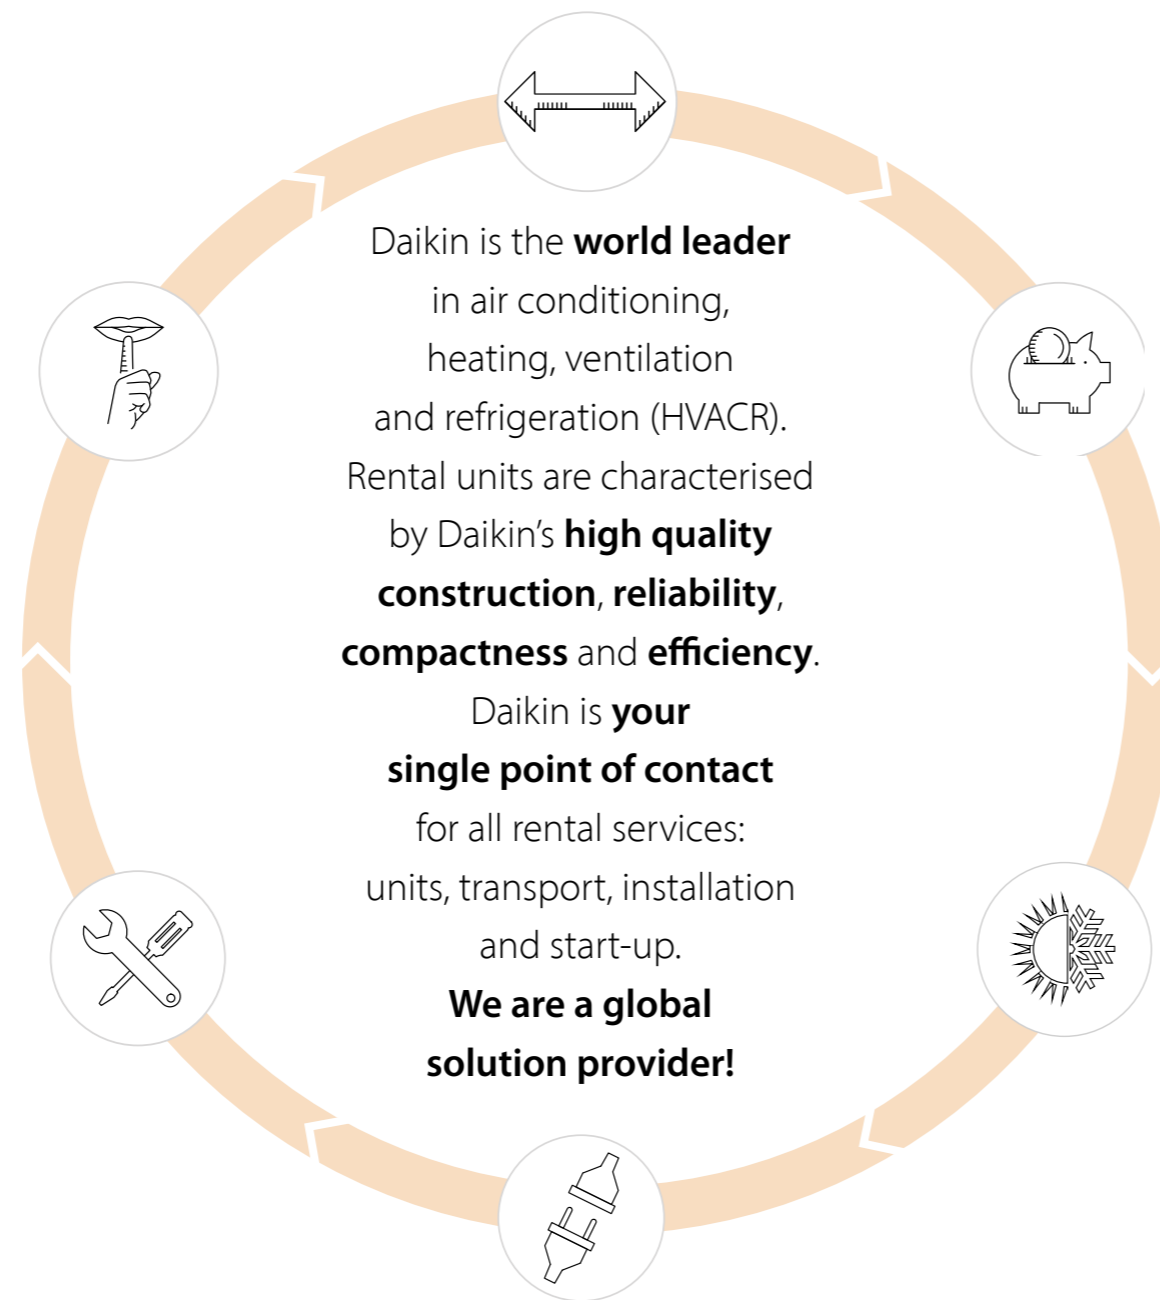 Daikin is the world leader
in air conditioning,
heating, ventilation
and refrigeration (HVACR).
Rental units are characterised
by Daikin’s high quality
construction, reliability,
compactness and efficiency.
Daikin is your
single point of contact
for all rental services:
units, transport, installation
and start-up.
We are a global
solution provider!